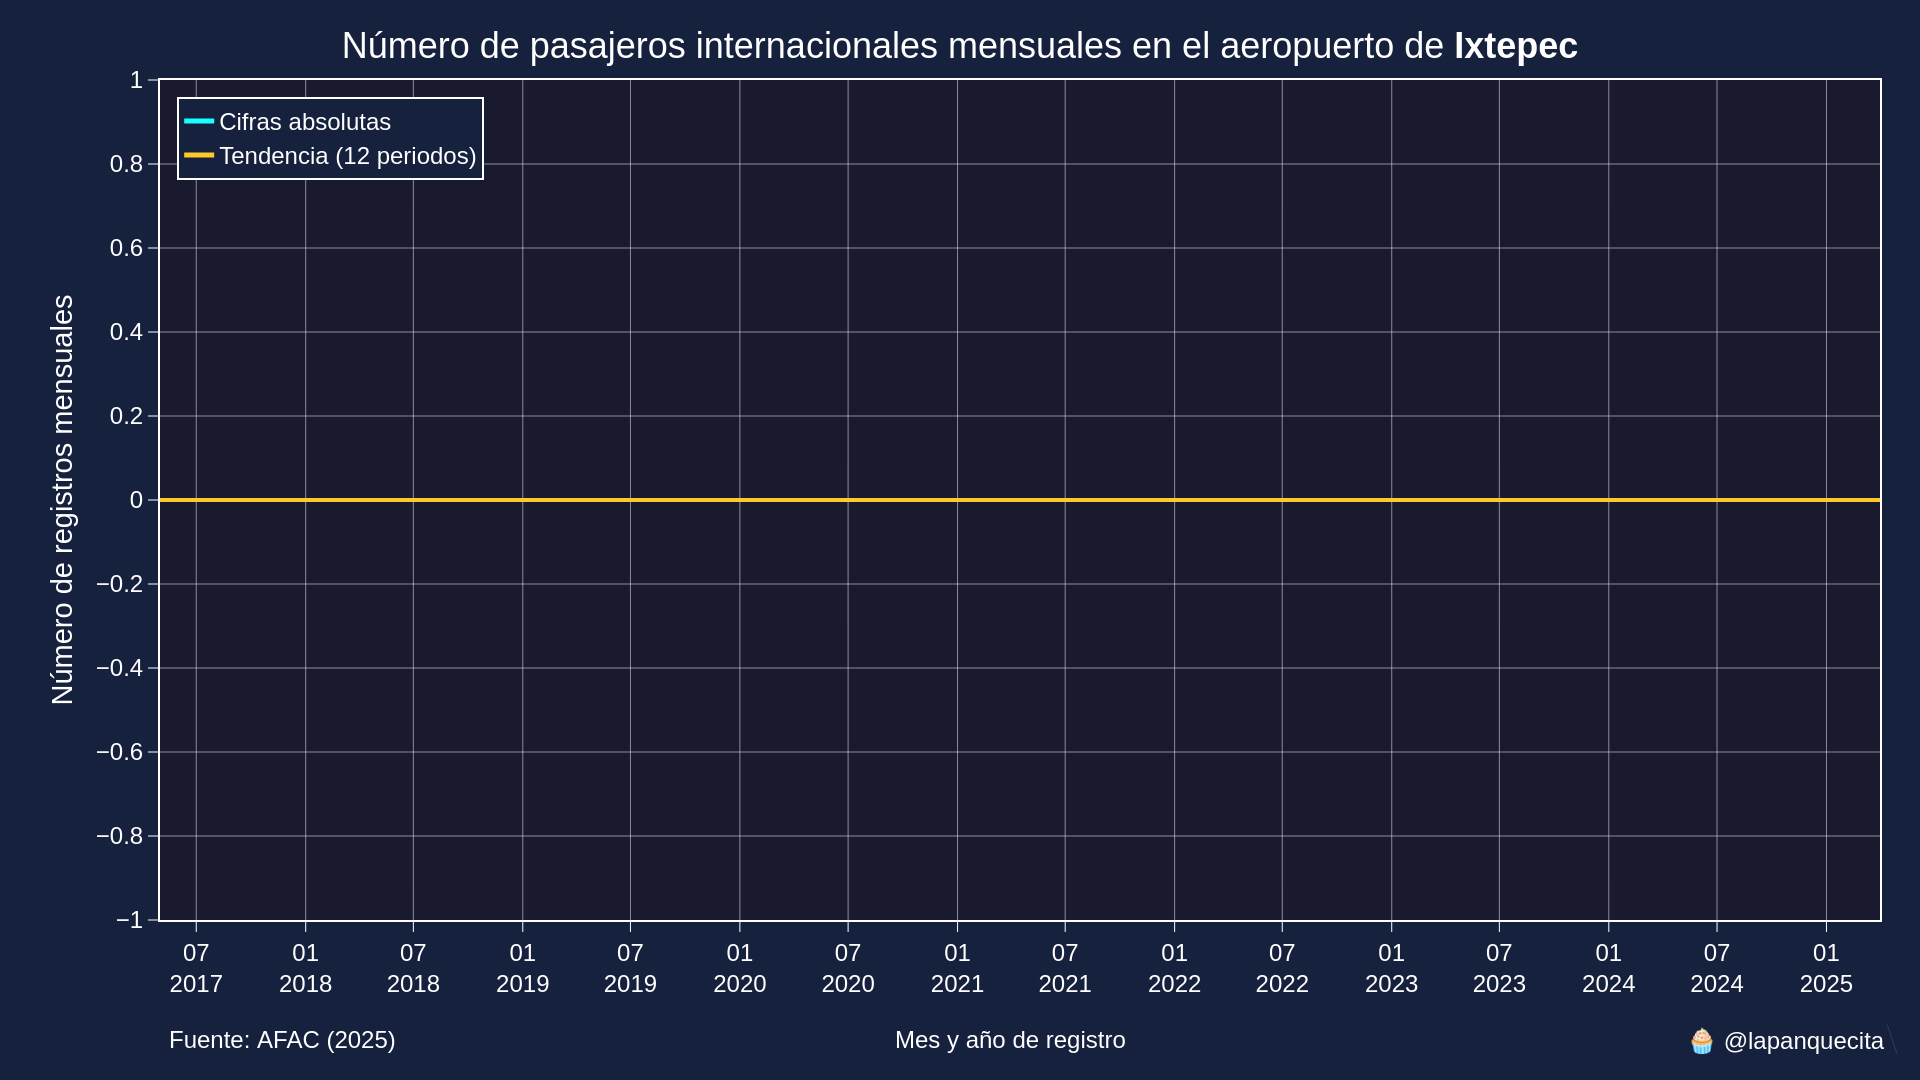 Número de pasajeros internacionales mensuales en el aeropuerto de Ixtepec
Cifras absolutas
Tendencia (12 periodos)
Número de registros mensuales
1
0.8
0.6
0.4
0.2
0
−0.2
−0.4
−0.6
−0.8
−1
07 01 07 01 07 01 07 01 07 01 07 01 07 01 07 01
2017 2018 2018 2019 2019 2020 2020 2021 2021 2022 2022 2023 2023 2024 2024 2025
Fuente: AFAC (2025)
Mes y año de registro
🧁 @lapanquecita